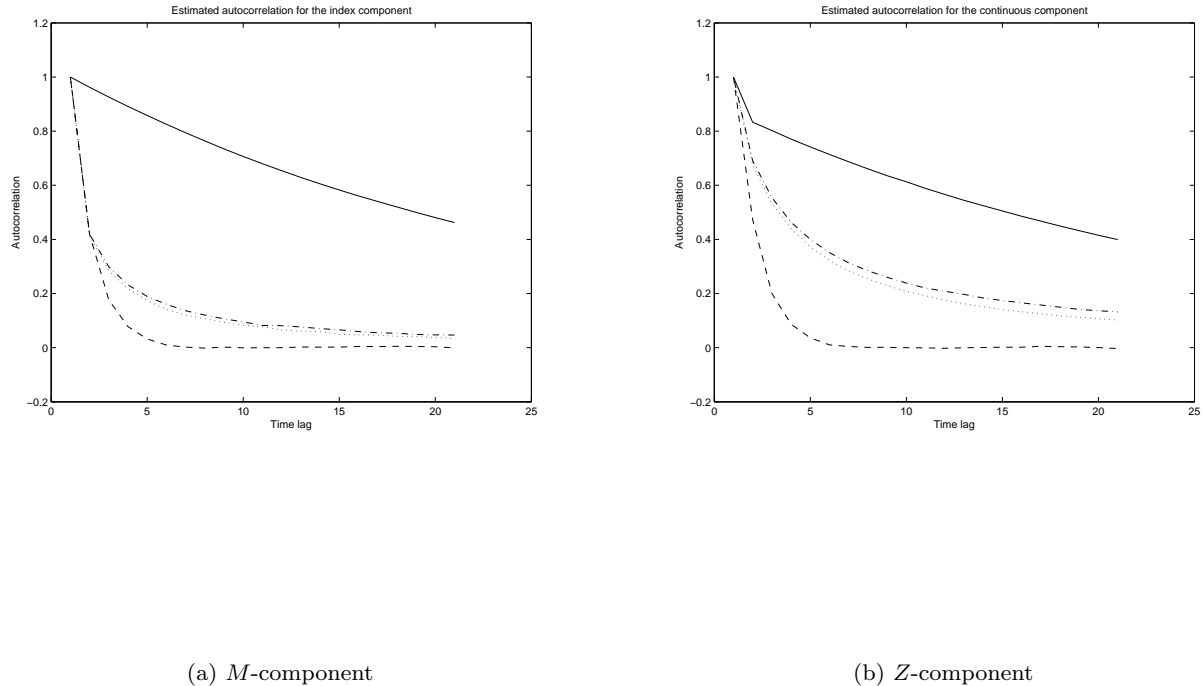 Estimated autocorrelation for the index component
1.2
1
0.8
0.6
0.4
0.2
0
−0.2
Autocorrelation
0 5 10 15 20 25
Time lag
(a) M-component
Estimated autocorrelation for the continuous component
1.2
1
0.8
0.6
0.4
0.2
0
−0.2
Autocorrelation
0 5 10 15 20 25
Time lag
(b) Z-component